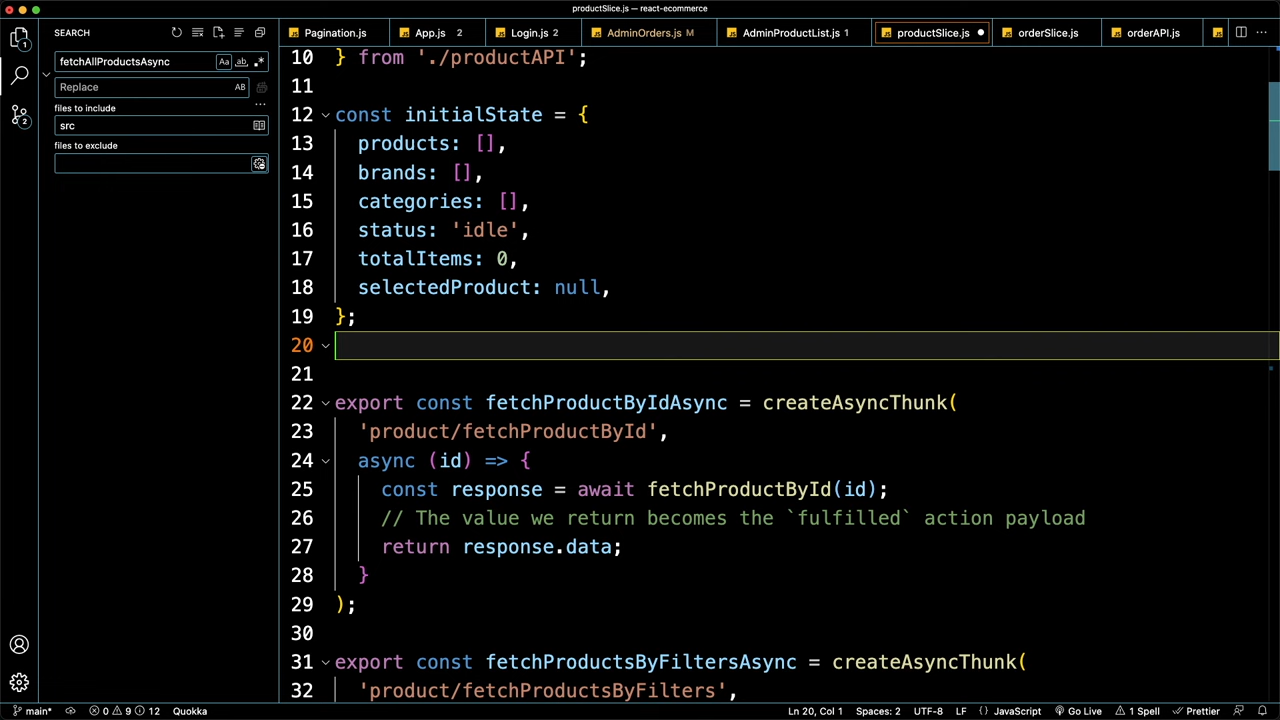 productSlice.js — react-ecommerce
SEARCH
fetchAllProductsAsync
Aa ab
Replace
AB
files to include
src
files to exclude
1
2
Pagination.js
App.js 2
Login.js 2
AdminOrders.js M
AdminProductList.js 1
productSlice.js
orderSlice.js
orderAPI.js
10 } from './productAPI';
11
12 const initialState = {
13 products: [],
14 brands: [],
15 categories: [],
16 status: 'idle',
17 totalItems: 0,
18 selectedProduct: null,
19 };
20
21
22 export const fetchProductByIdAsync = createAsyncThunk(
23 'product/fetchProductById',
24 async (id) => {
25 const response = await fetchProductById(id);
26 // The value we return becomes the `fulfilled` action payload
27 return response.data;
28 }
29 );
30
31 export const fetchProductsByFiltersAsync = createAsyncThunk(
32 'product/fetchProductsByFilters',
main* 0 9 12 Quokka Ln 20, Col 1 Spaces: 2 UTF-8 LF {} JavaScript Go Live 1 Spell Prettier